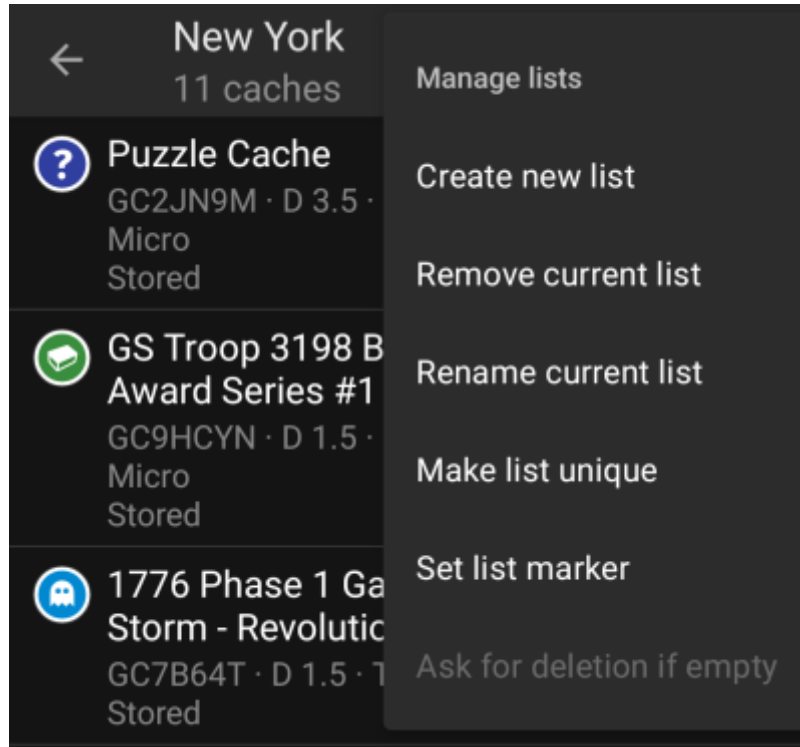 New York
11 caches
Puzzle Cache
GC2JN9M · D 3.5 ·
Micro
Stored
GS Troop 3198 B
Award Series #1
GC9HCYN · D 1.5 ·
Micro
Stored
1776 Phase 1 Ga
Storm - Revolutic
GC7B64T · D 1.5 · T
Stored
Manage lists
Create new list
Remove current list
Rename current list
Make list unique
Set list marker
Ask for deletion if empty